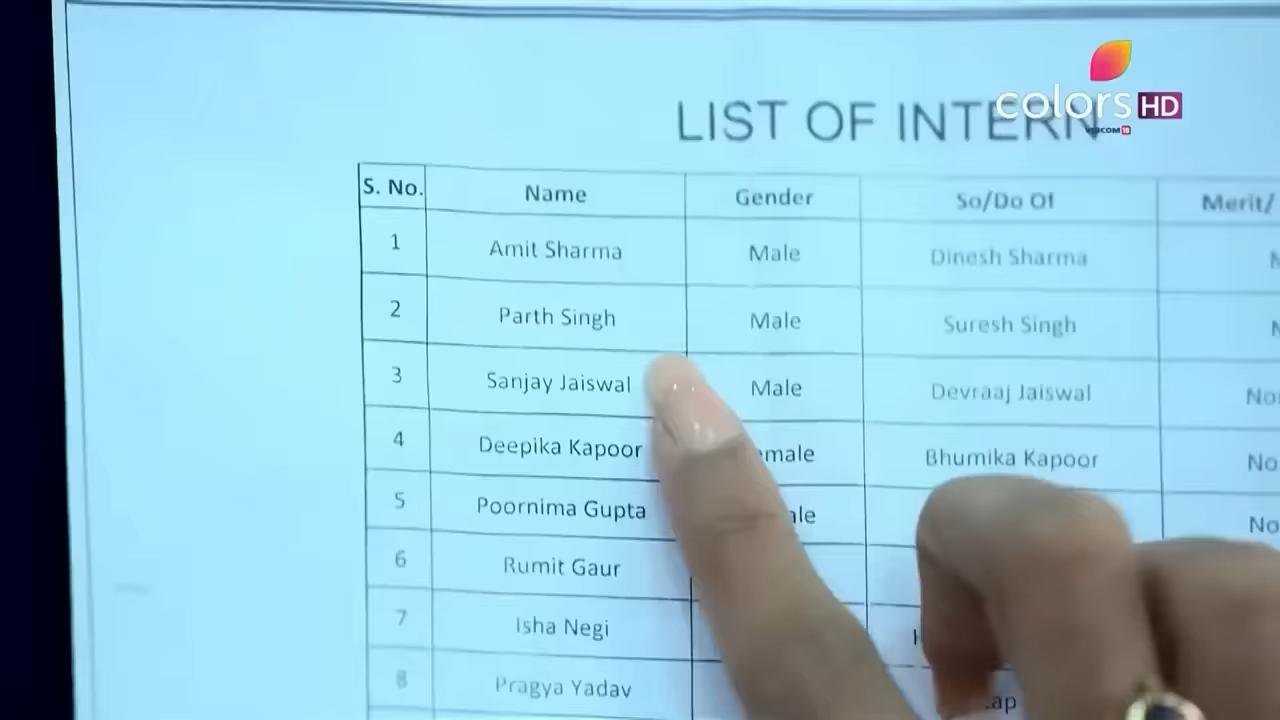 colors HD
VIACOM18
LIST OF INTERN
S. No. Name Gender So/Do Of Merit/
1 Amit Sharma Male Dinesh Sharma
2 Parth Singh Male Suresh Singh
3 Sanjay Jaiswal Male Devraaj Jaiswal
4 Deepika Kapoor Bhumika Kapoor
5 Poornima Gupta
6 Rumit Gaur
7 Isha Negi
8 Pragya Yadav